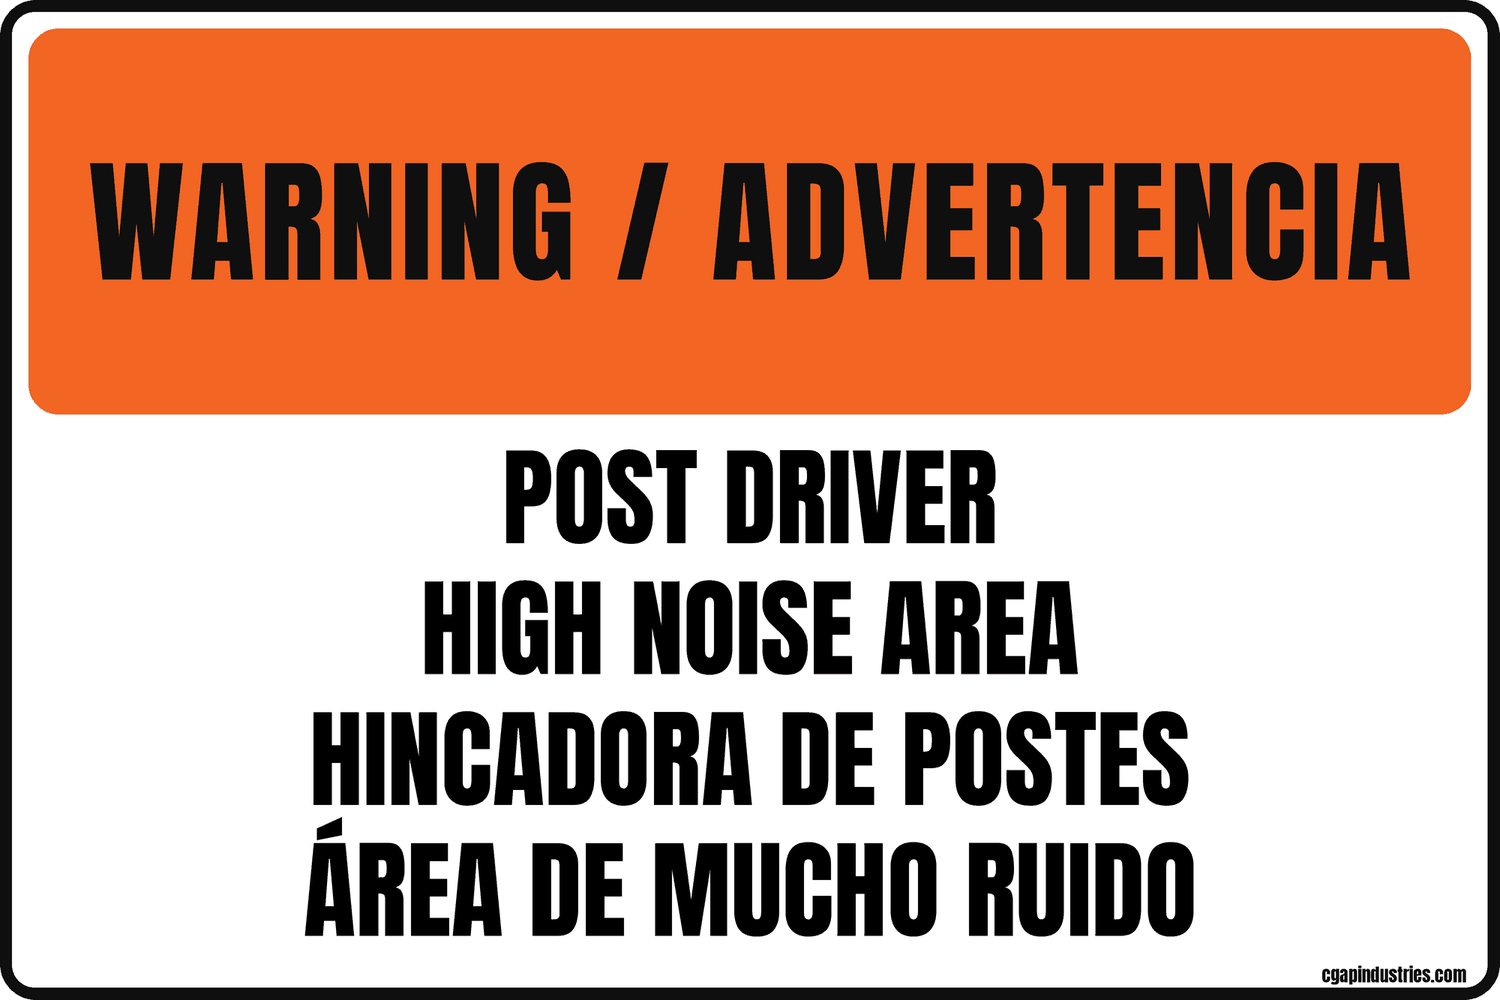 WARNING / ADVERTENCIA
POST DRIVER
HIGH NOISE AREA
HINCADORA DE POSTES
ÁREA DE MUCHO RUIDO
cgapindustries.com